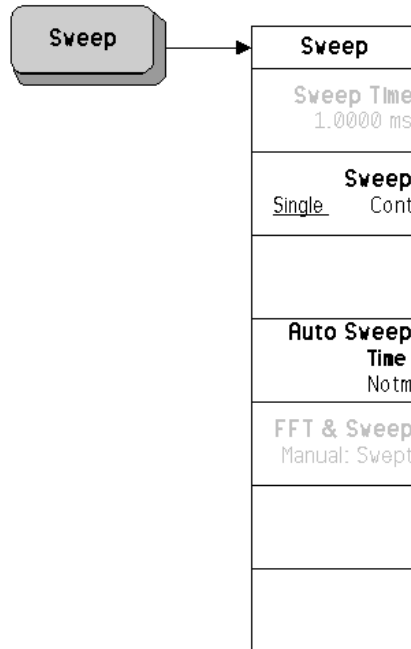 Sweep
Sweep
Sweep Time
1.0000 ms
Sweep
Single Cont
Auto Sweep
Time
Notm
FFT & Sweep
Manual: Swept